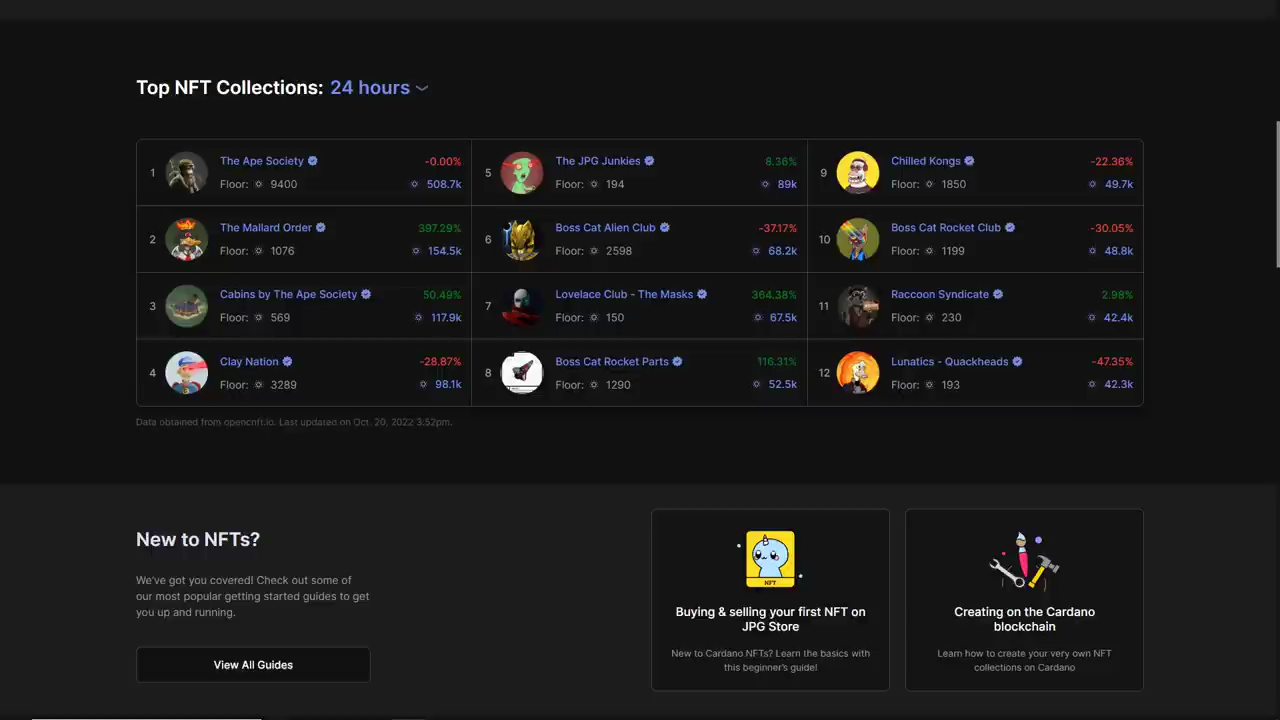 Top NFT Collections: 24 hours
1 The Ape Society -0.00%
Floor: 9400 508.7k
2 The Mallard Order 397.29%
Floor: 1076 154.5k
3 Cabins by The Ape Society 50.49%
Floor: 569 117.9k
4 Clay Nation -28.87%
Floor: 3289 98.1k
5 The JPG Junkies 8.36%
Floor: 194 89k
6 Boss Cat Alien Club -37.17%
Floor: 2598 68.2k
7 Lovelace Club - The Masks 364.38%
Floor: 150 67.5k
8 Boss Cat Rocket Parts 116.31%
Floor: 1290 52.5k
9 Chilled Kongs -22.36%
Floor: 1850 49.7k
10 Boss Cat Rocket Club -30.05%
Floor: 1199 48.8k
11 Raccoon Syndicate 2.98%
Floor: 230 42.4k
12 Lunatics - Quackheads -47.35%
Floor: 193 42.3k
Data obtained from opencnft.io. Last updated on Oct. 20, 2022 3:52pm.
New to NFTs?
We've got you covered! Check out some of
our most popular getting started guides to get
you up and running.
View All Guides
NFT
Buying & selling your first NFT on
JPG Store
New to Cardano NFTs? Learn the basics with
this beginner's guide!
Creating on the Cardano
blockchain
Learn how to create your very own NFT
collections on Cardano